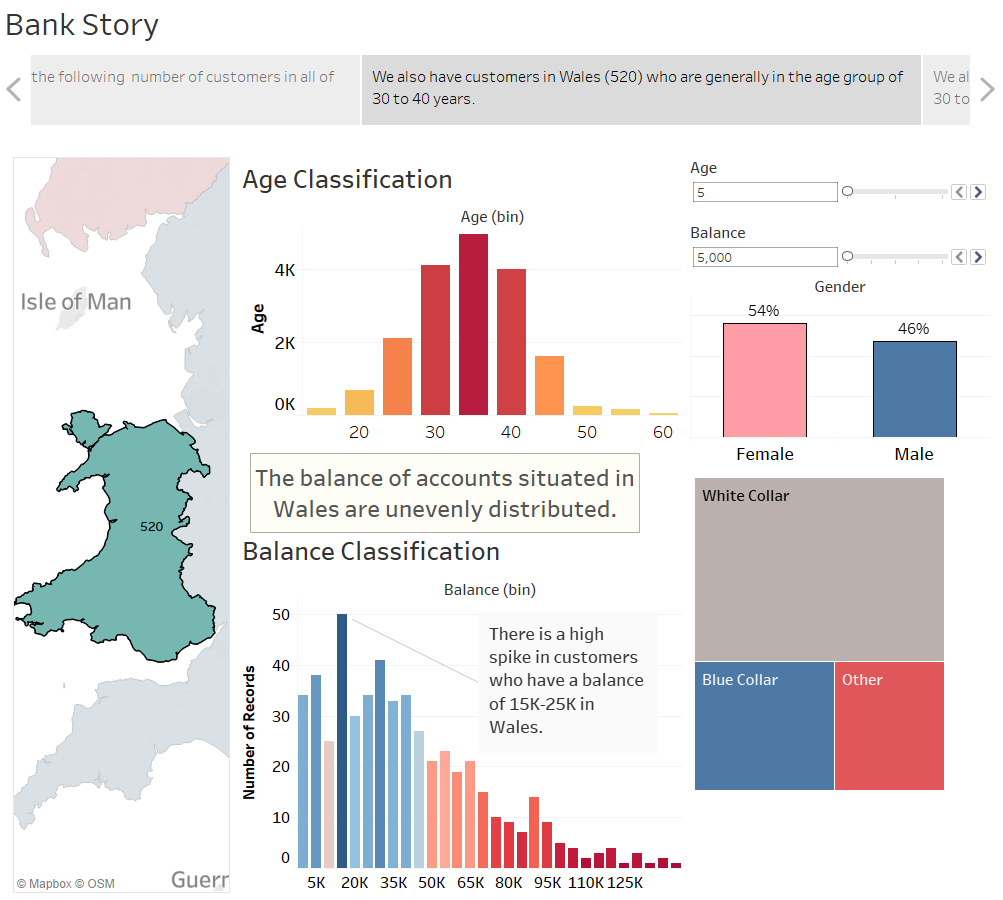 Bank Story
the following number of customers in all of
We also have customers in Wales (520) who are generally in the age group of
30 to 40 years.
We al
30 to
Isle of Man
520
© Mapbox © OSM
Guerr
Age Classification
Age (bin)
Age
4K
2K
0K
20
30
40
50
60
The balance of accounts situated in
Wales are unevenly distributed.
Balance Classification
Balance (bin)
Number of Records
50
40
30
20
10
0
There is a high
spike in customers
who have a balance
of 15K-25K in
Wales.
5K
20K
35K
50K
65K
80K
95K
110K
125K
Age
5
Balance
5,000
Gender
54%
46%
Female
Male
White Collar
Blue Collar
Other